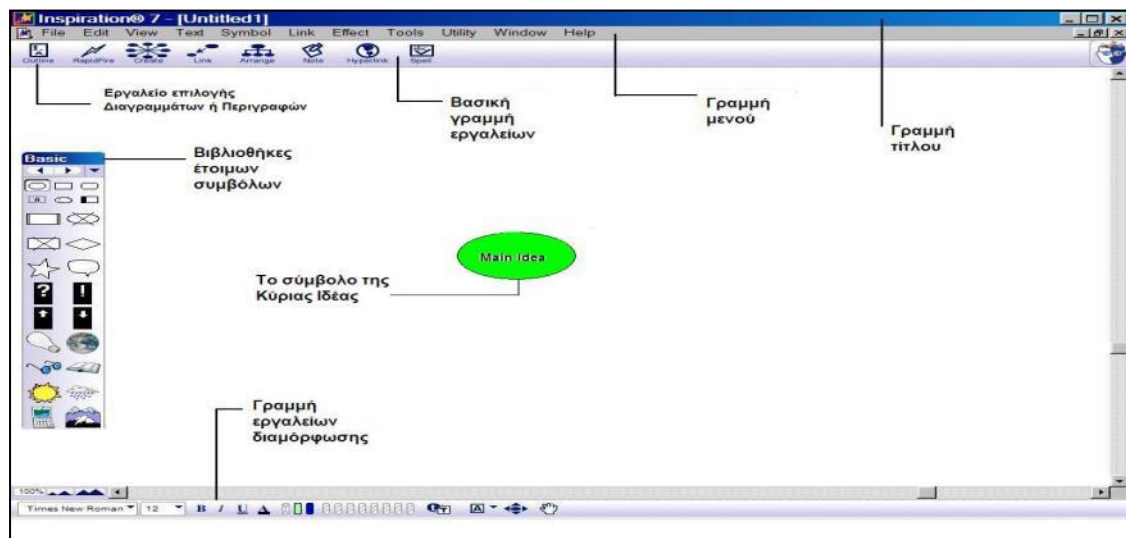 Inspiration® 7 - [Untitled1]
File Edit View Text Symbol Link Effect Tools Utility Window Help
Outline RapidFire Create Link Arrange Note Hyperlink Spell
Εργαλείο επιλογής
Διαγραμμάτων ή Περιγραφών
Βασική
γραμμή
εργαλείων
Γραμμή
μενού
Γραμμή
τίτλου
Basic
Βιβλιοθήκες
έτοιμων
συμβόλων
Main Idea
Το σύμβολο της
Κύριας Ιδέας
Γραμμή
εργαλείων
διαμόρφωσης
100%
Times New Roman 12 B I U A